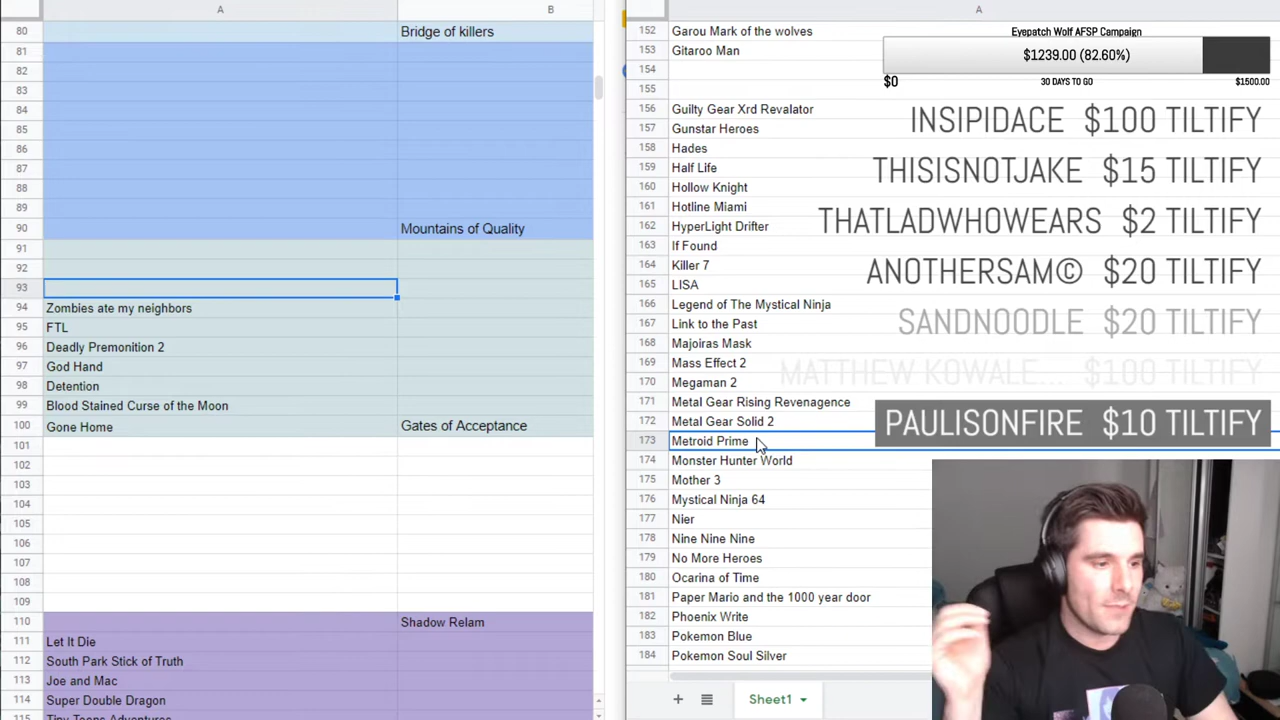 A
B
80 Bridge of killers
81
82
83
84
85
86
87
88
89
90 Mountains of Quality
91
92
93
94 Zombies ate my neighbors
95 FTL
96 Deadly Premonition 2
97 God Hand
98 Detention
99 Blood Stained Curse of the Moon
100 Gone Home Gates of Acceptance
101
102
103
104
105
106
107
108
109
110 Shadow Relam
111 Let It Die
112 South Park Stick of Truth
113 Joe and Mac
114 Super Double Dragon
115 Tiny Toons Adventures
A
152 Garou Mark of the wolves
153 Gitaroo Man
154
155
156 Guilty Gear Xrd Revalator
157 Gunstar Heroes
158 Hades
159 Half Life
160 Hollow Knight
161 Hotline Miami
162 HyperLight Drifter
163 If Found
164 Killer 7
165 LISA
166 Legend of The Mystical Ninja
167 Link to the Past
168 Majoiras Mask
169 Mass Effect 2
170 Megaman 2
171 Metal Gear Rising Revenagence
172 Metal Gear Solid 2
173 Metroid Prime
174 Monster Hunter World
175 Mother 3
176 Mystical Ninja 64
177 Nier
178 Nine Nine Nine
179 No More Heroes
180 Ocarina of Time
181 Paper Mario and the 1000 year door
182 Phoenix Write
183 Pokemon Blue
184 Pokemon Soul Silver
Sheet1
Eyepatch Wolf AFSP Campaign
$1239.00 (82.60%)
$0 30 DAYS TO GO $1500.00
INSIPIDACE $100 TILTIFY
THISISNOTJAKE $15 TILTIFY
THATLADWHOWEARS $2 TILTIFY
ANOTHERSAM© $20 TILTIFY
SANDNOODLE $20 TILTIFY
MATTHEW KOWALE... $100 TILTIFY
PAULISONFIRE $10 TILTIFY